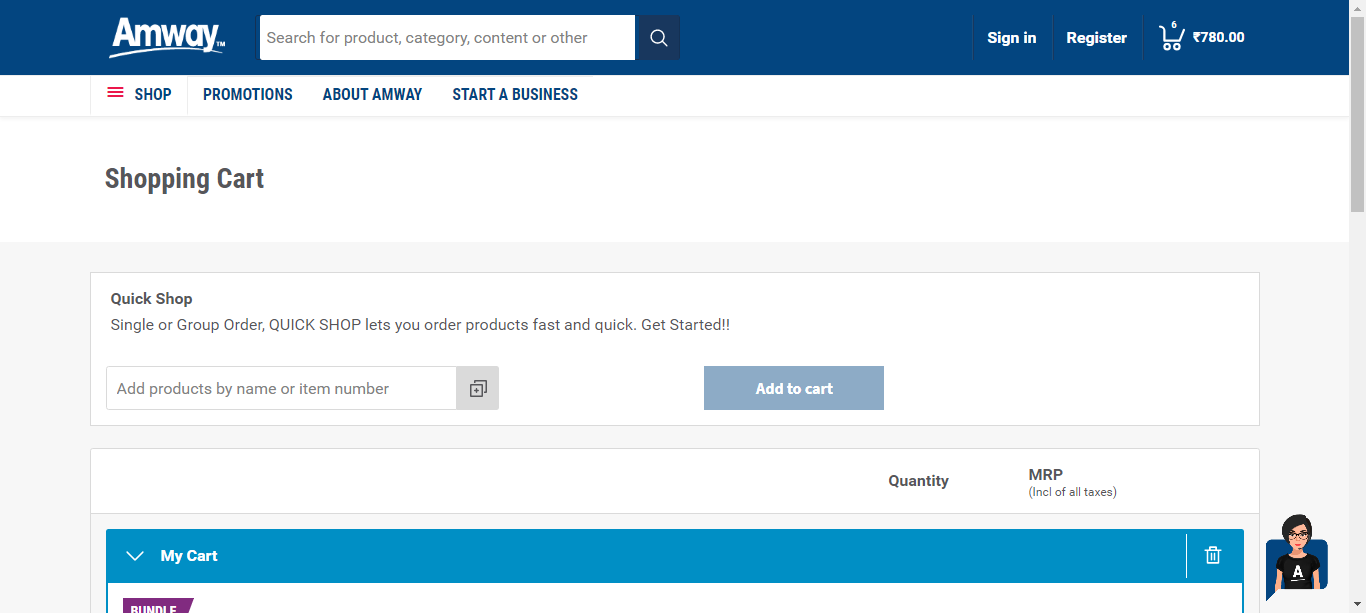 Amway™
Search for product, category, content or other
Sign in
Register
6
₹780.00
SHOP
PROMOTIONS
ABOUT AMWAY
START A BUSINESS
Shopping Cart
Quick Shop
Single or Group Order, QUICK SHOP lets you order products fast and quick. Get Started!!
Add products by name or item number
Add to cart
Quantity
MRP
(Incl of all taxes)
My Cart
A
BUNDLE